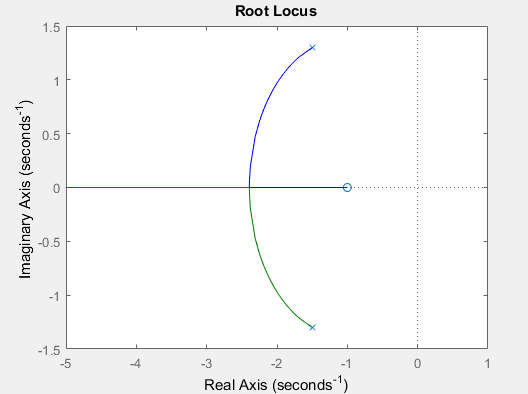 Root Locus
1.5
1
0.5
0
-0.5
-1
-1.5
-5 -4 -3 -2 -1 0 1
Imaginary Axis (seconds⁻¹)
Real Axis (seconds⁻¹)